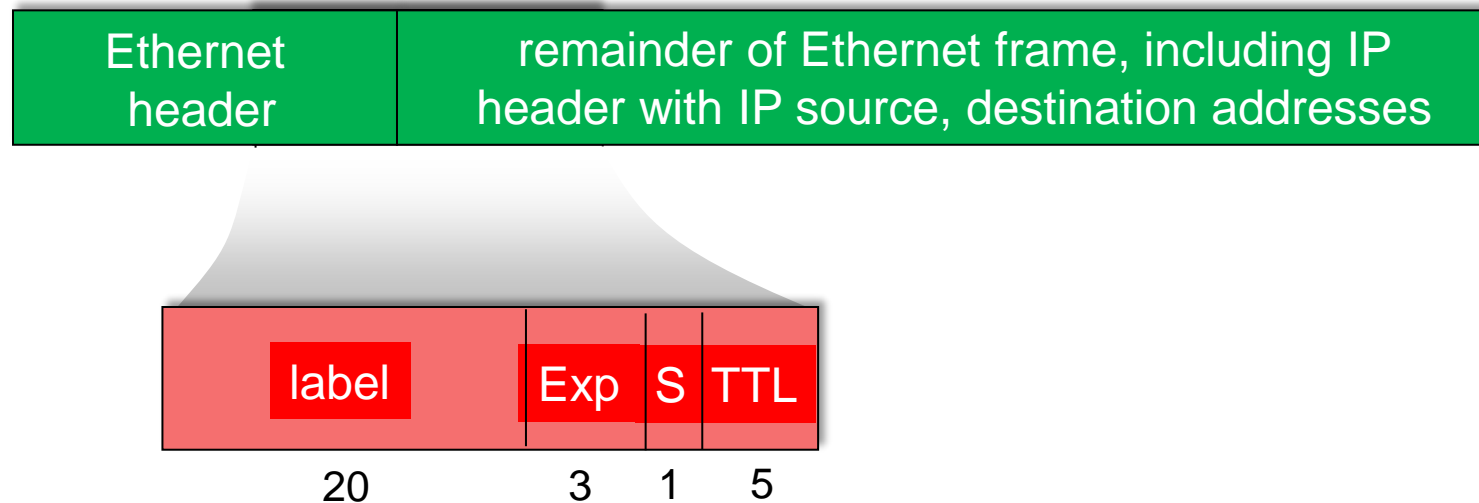 Ethernet
header
remainder of Ethernet frame, including IP
header with IP source, destination addresses
label Exp S TTL
20 3 1 5